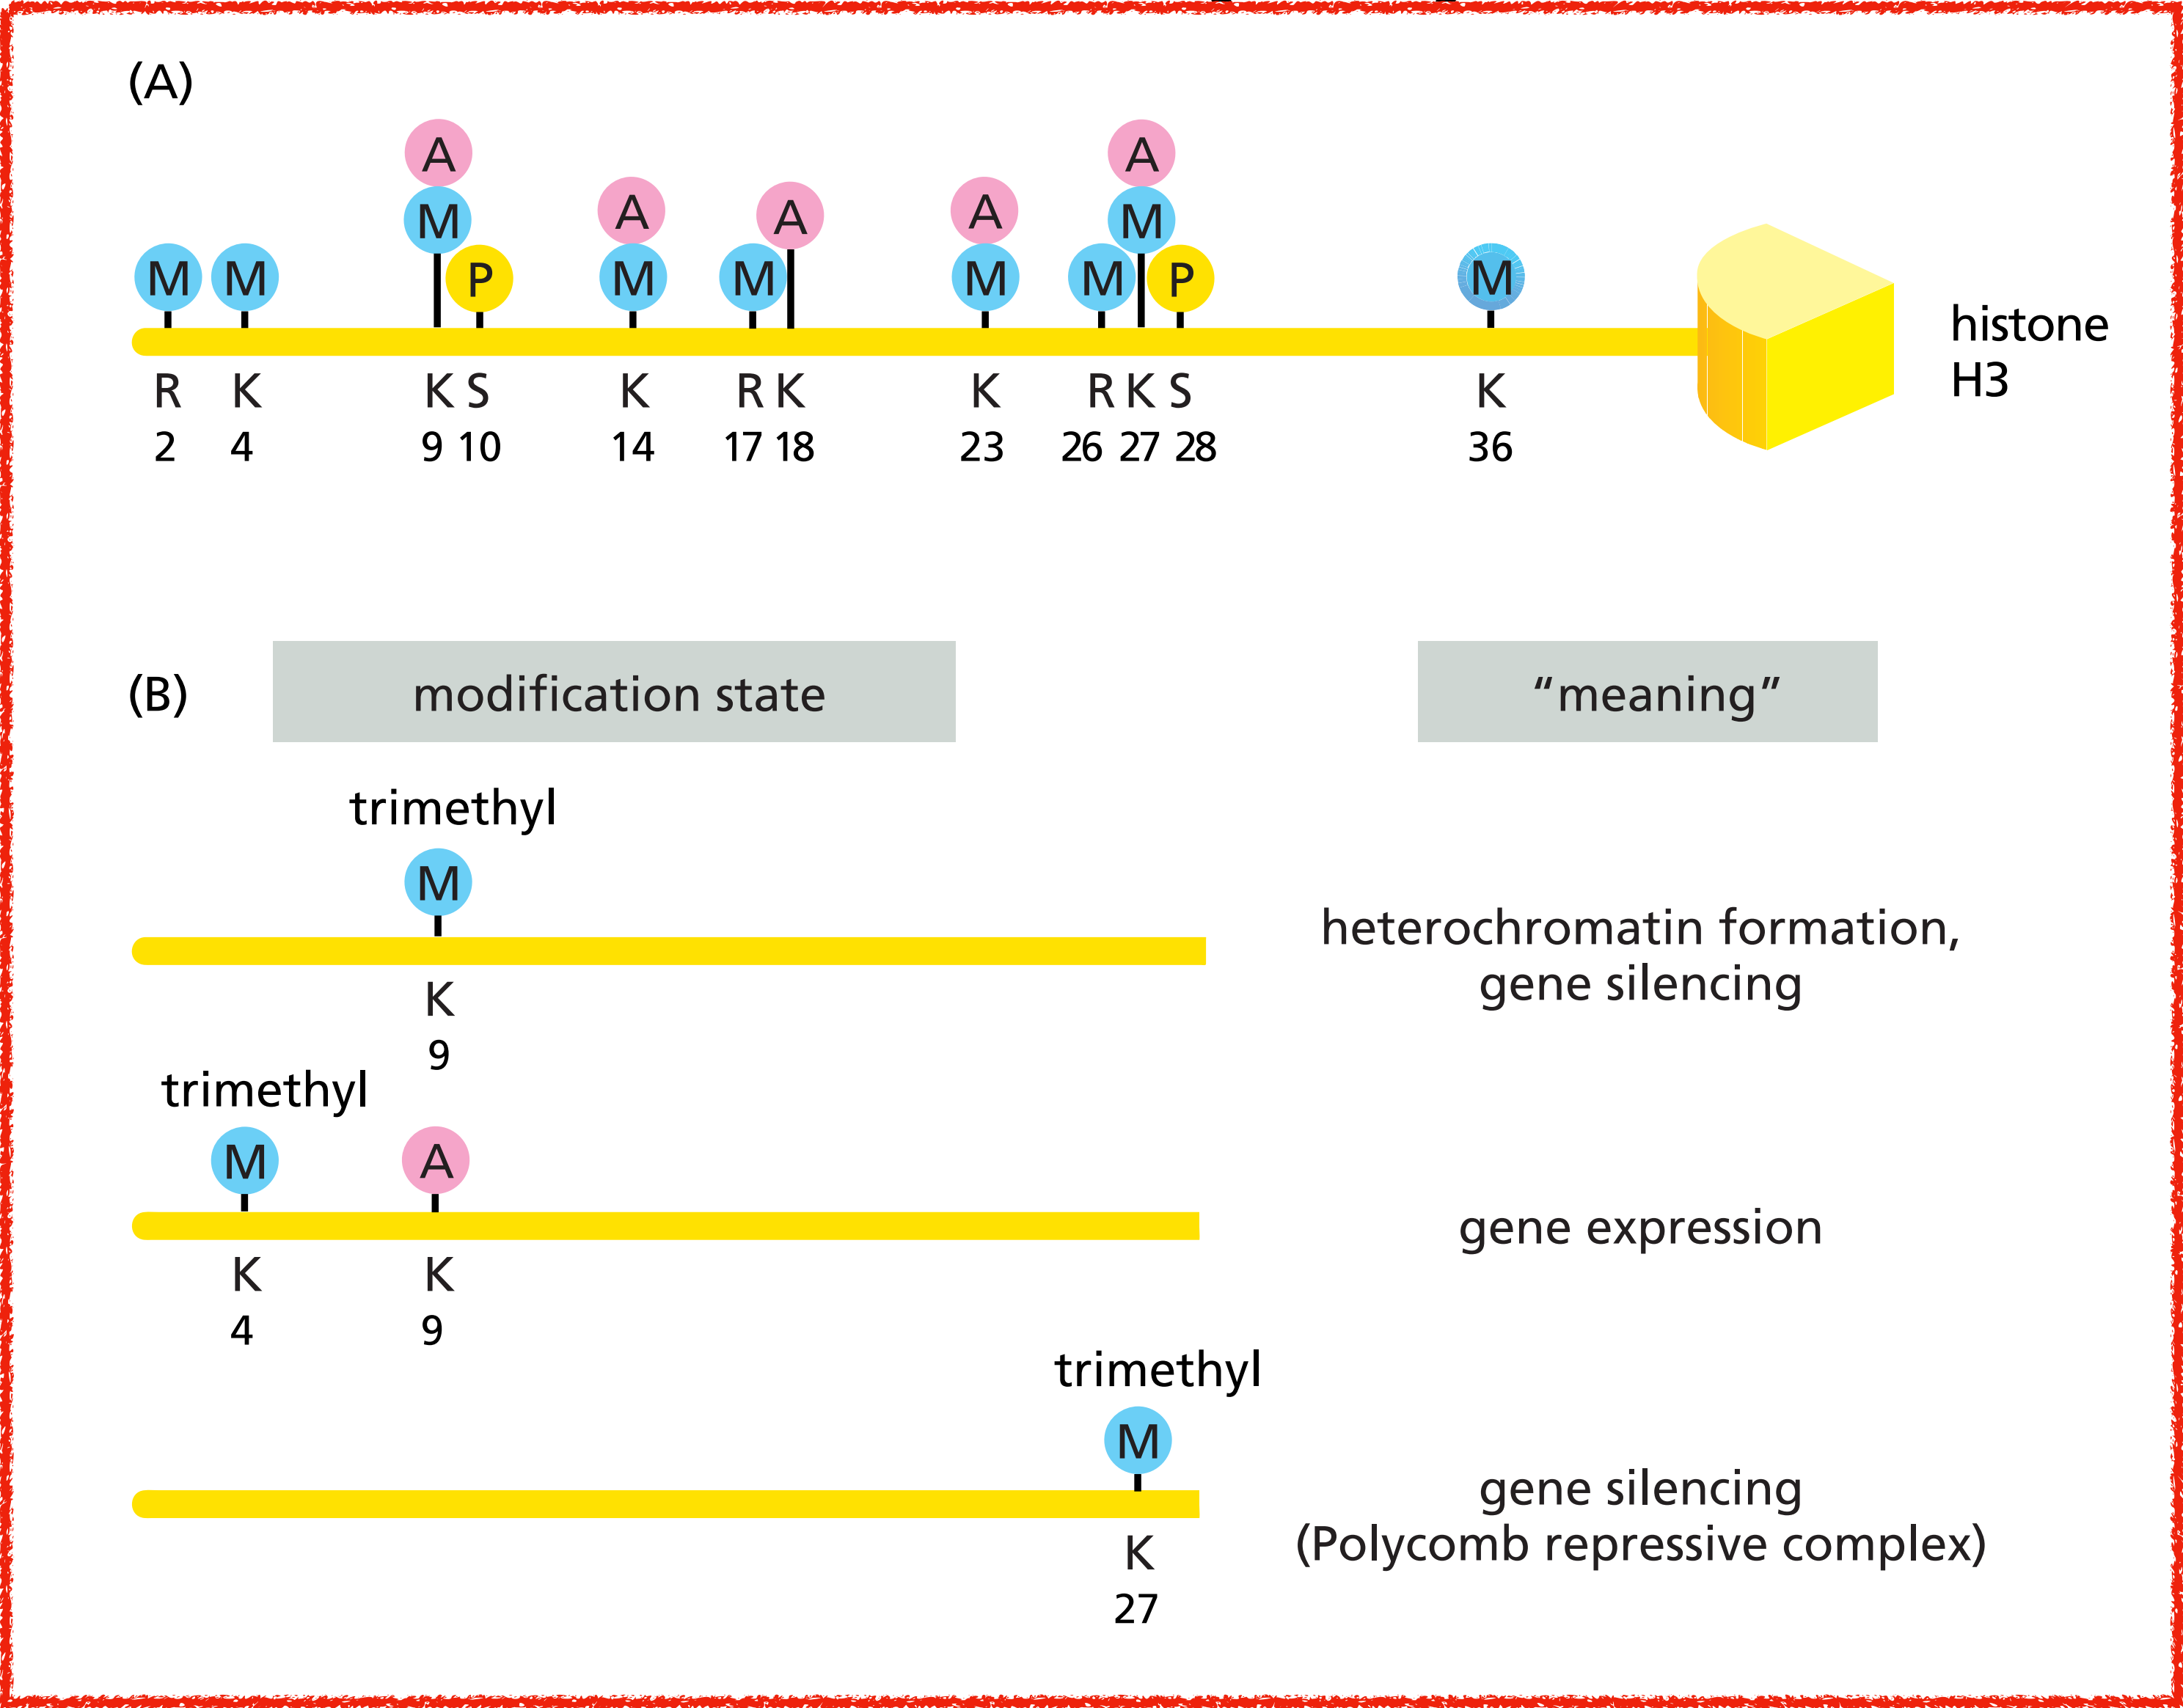 (A)
A A
M A A A M
M M P M M M M P M
histone
H3
R K K S K R K K R K S K
2 4 9 10 14 17 18 23 26 27 28 36
(B) modification state "meaning"
trimethyl
M
heterochromatin formation,
gene silencing
K
9
trimethyl
M A
gene expression
K K
4 9
trimethyl
M
gene silencing
(Polycomb repressive complex)
K
27